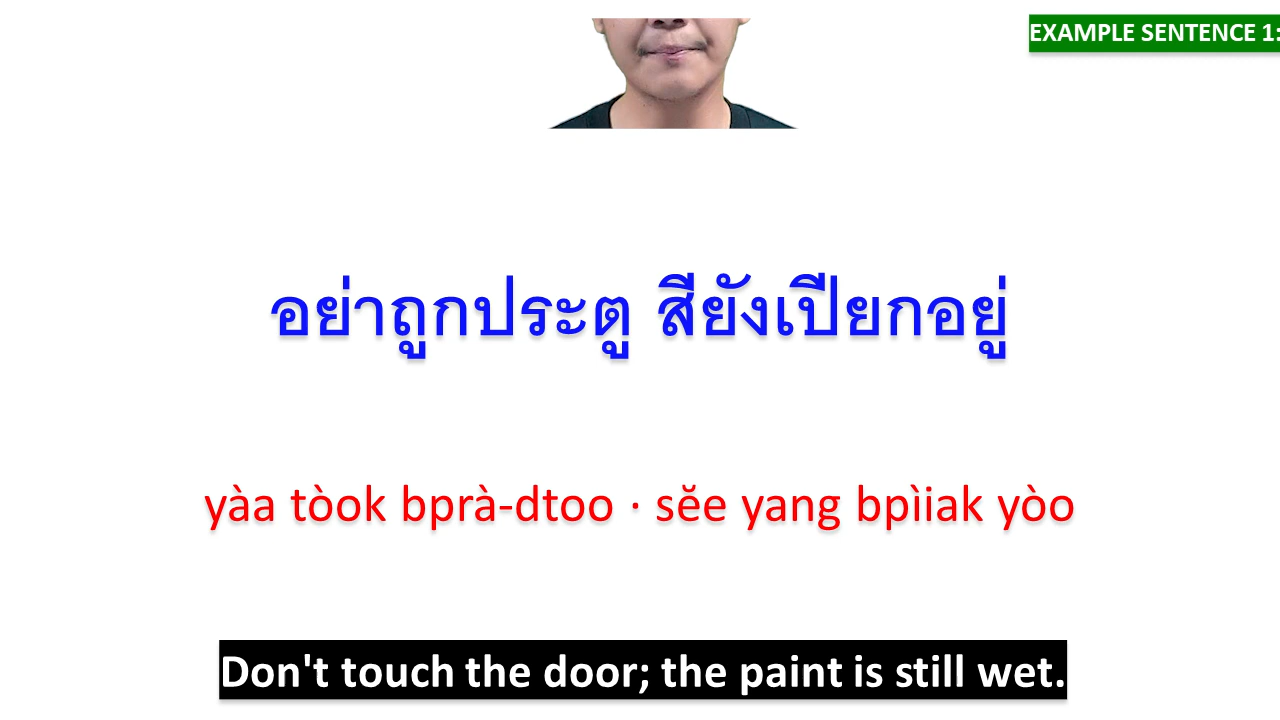 EXAMPLE SENTENCE 1:
อย่าถูกประตู สียังเปียกอยู่
yàa tòok bprà-dtoo · sĕe yang bpìiak yòo
Don't touch the door; the paint is still wet.